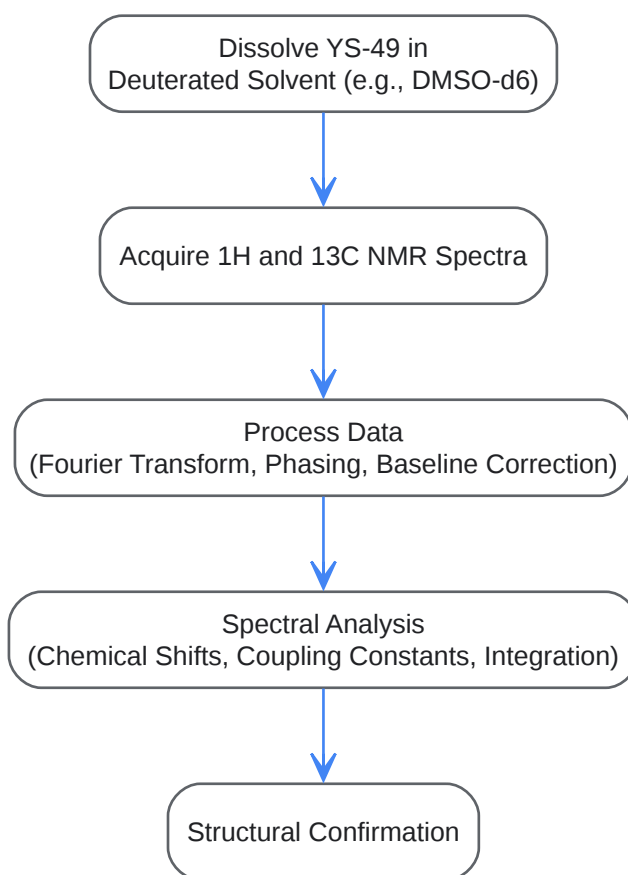 Dissolve YS-49 in
Deuterated Solvent (e.g., DMSO-d6)
Acquire 1H and 13C NMR Spectra
Process Data
(Fourier Transform, Phasing, Baseline Correction)
Spectral Analysis
(Chemical Shifts, Coupling Constants, Integration)
Structural Confirmation